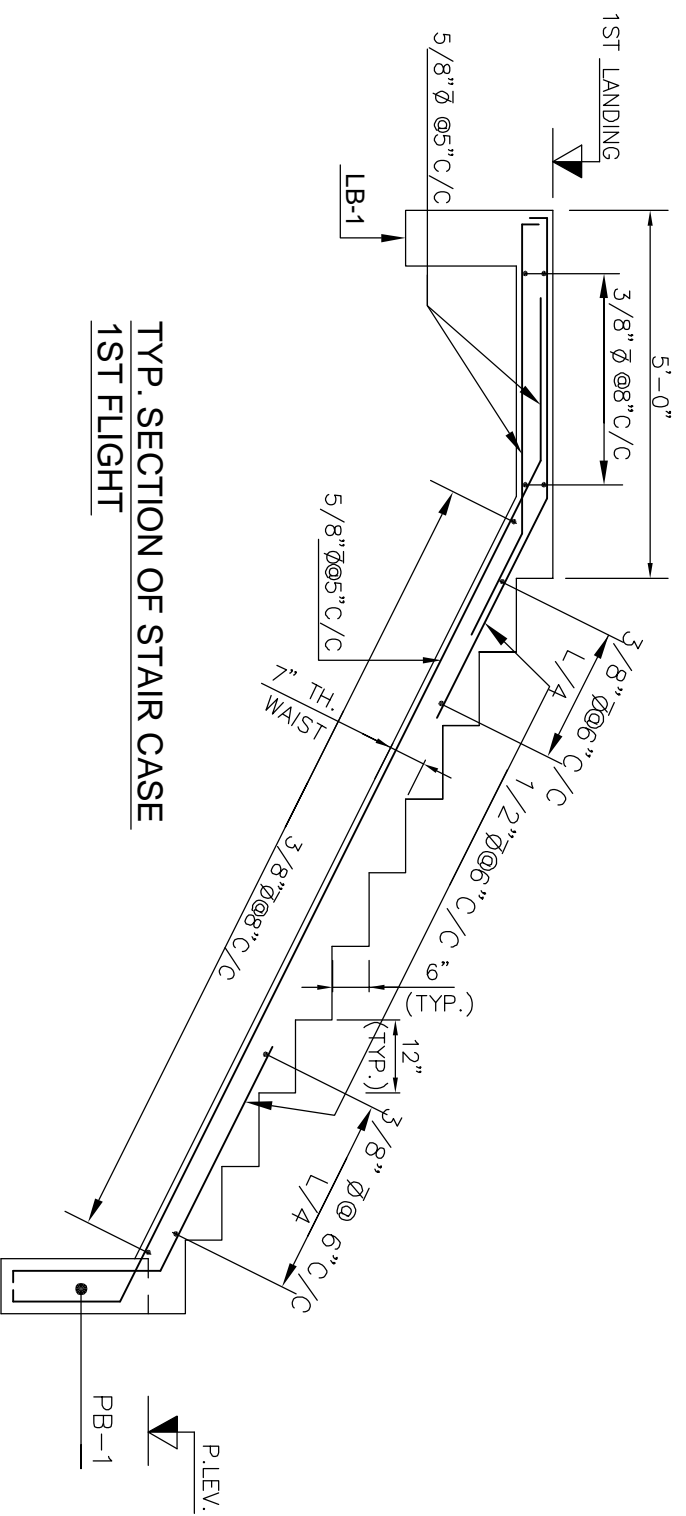 1ST LANDING
5'-0"
3/8" Ø @8"C/C
5/8" Ø @5"C/C
LB-1
3/8" Ø@6" C/C
L/4
1/2"Ø@6"C/C
5/8"Ø@5"C/C
7" TH.
WAIST
6"
(TYP.)
12"
(TYP.)
3/8"Ø@8"C/C
3/8" Ø@ 6"C/C
L/4
P.LEV.
PB-1
TYP. SECTION OF STAIR CASE
1ST FLIGHT